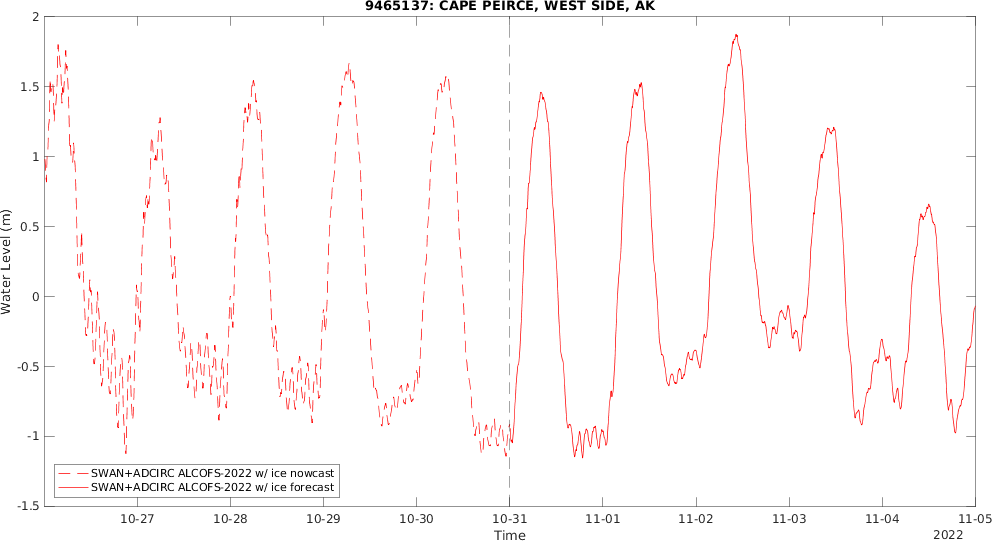 9465137: CAPE PEIRCE, WEST SIDE, AK
2
1.5
1
0.5
0
-0.5
-1
-1.5
Water Level (m)
SWAN+ADCIRC ALCOFS-2022 w/ ice nowcast
SWAN+ADCIRC ALCOFS-2022 w/ ice forecast
10-27 10-28 10-29 10-30 10-31 11-01 11-02 11-03 11-04 11-05
Time
2022